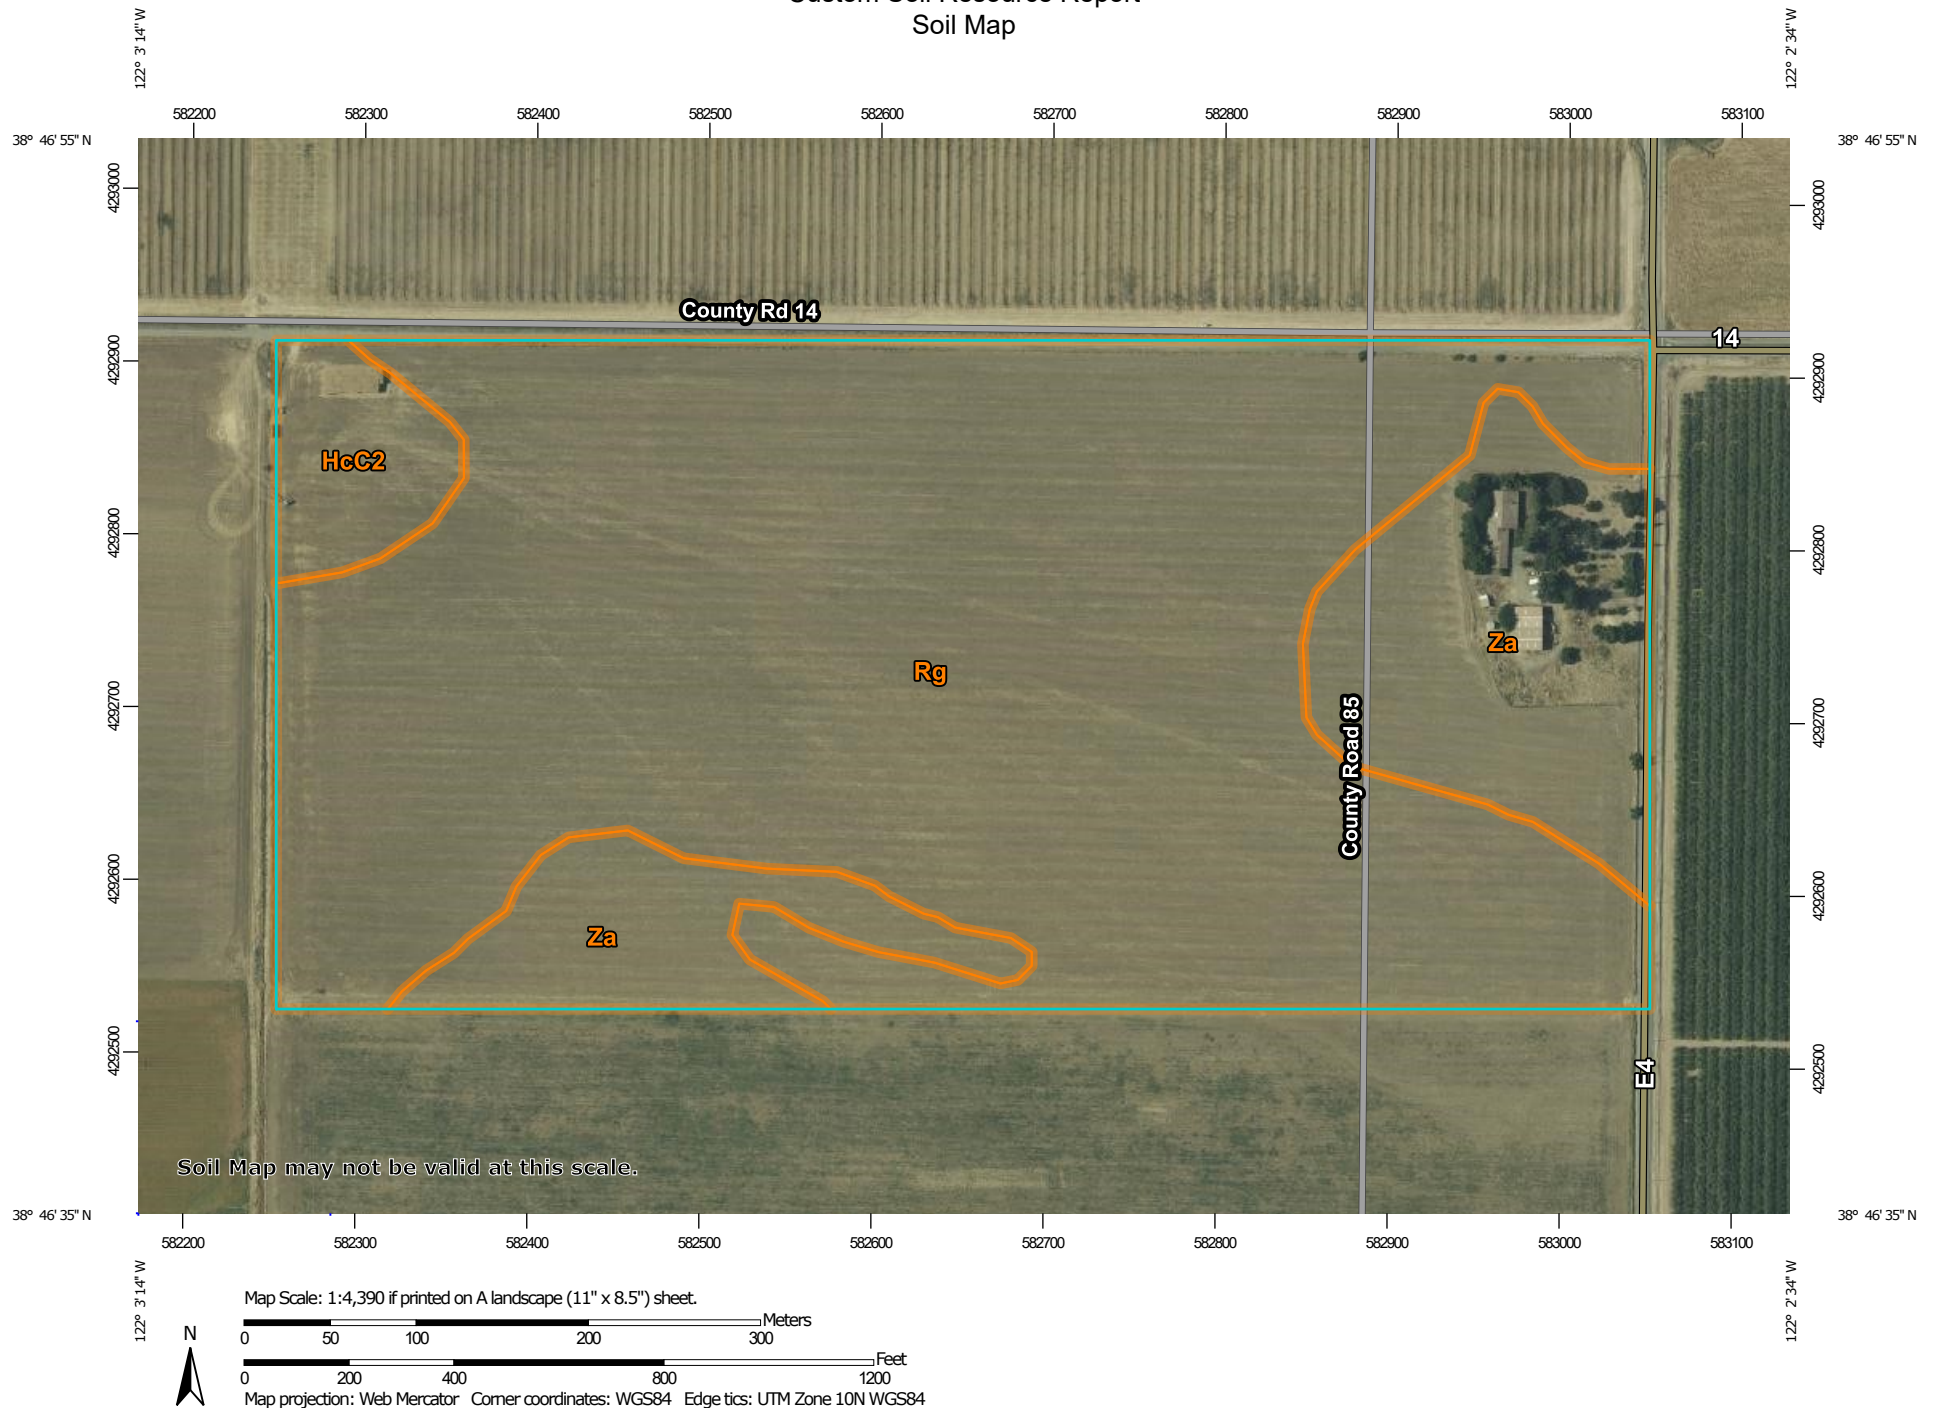 Custom Soil Resource Report
Soil Map
122° 3' 14" W
122° 2' 34" W
582200 582300 582400 582500 582600 582700 582800 582900 583000 583100
38° 46' 55" N
38° 46' 55" N
4293000
4293000
County Rd 14
14
4292900
4292900
HcC2
4292800
4292800
Za
Rg
4292700
4292700
County Road 85
4292600
4292600
Za
4292500
4292500
E4
Soil Map may not be valid at this scale.
38° 46' 35" N
38° 46' 35" N
582200 582300 582400 582500 582600 582700 582800 582900 583000 583100
122° 3' 14" W
122° 2' 34" W
Map Scale: 1:4,390 if printed on A landscape (11" x 8.5") sheet.
Meters
N
0 50 100 200 300
Feet
0 200 400 800 1200
Map projection: Web Mercator Corner coordinates: WGS84 Edge tics: UTM Zone 10N WGS84